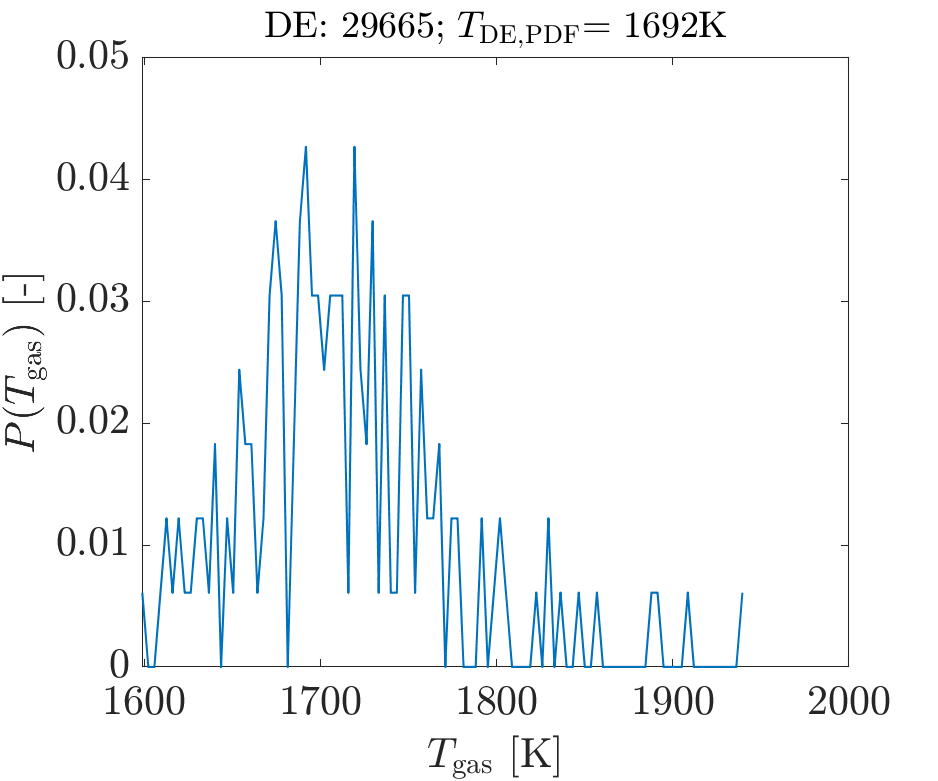 DE: 29665; T_DE,PDF= 1692K
0.05
0.04
0.03
0.02
0.01
0
P(T_gas) [-]
1600 1700 1800 1900 2000
T_gas [K]